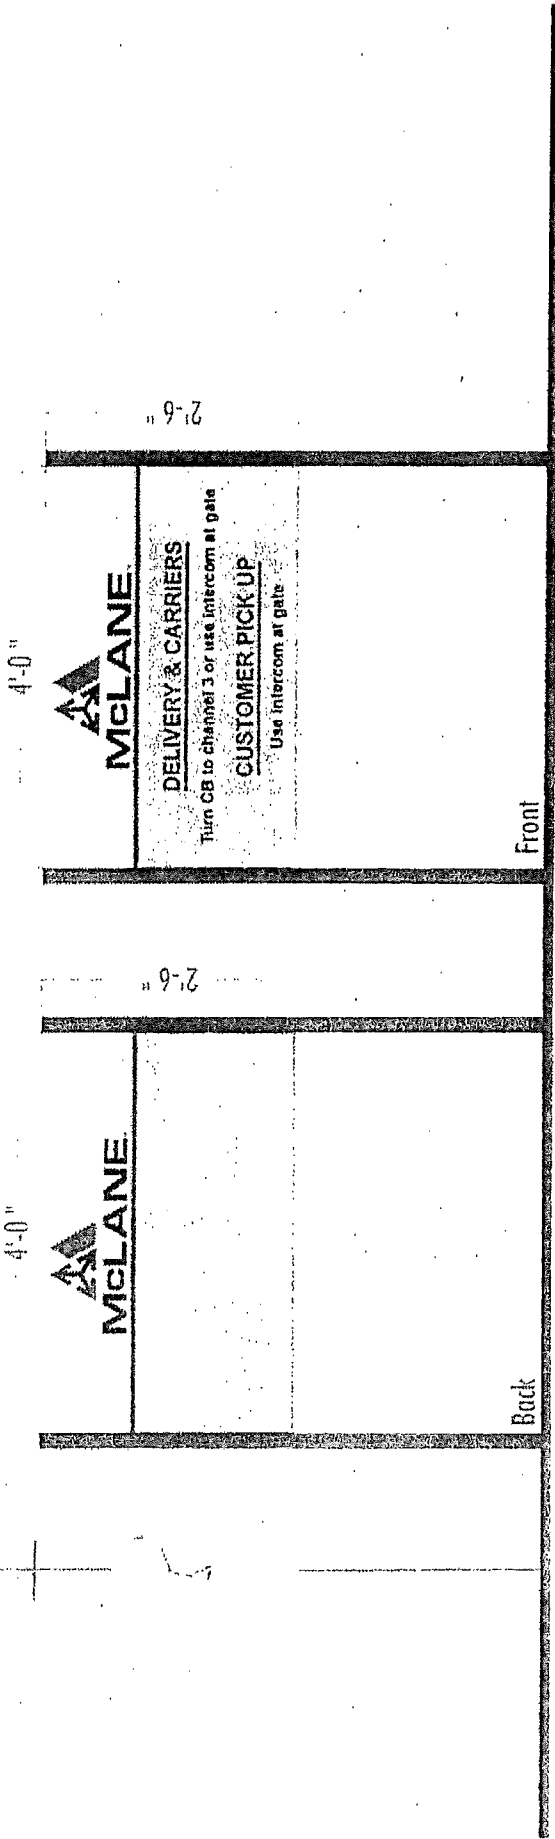 4'-0"
McLANE
2'-6"
Back
4'-0"
McLANE
DELIVERY & CARRIERS
Turn CB to channel 3 or use intercom at gate
CUSTOMER PICK UP
Use intercom at gate
2'-6"
Front